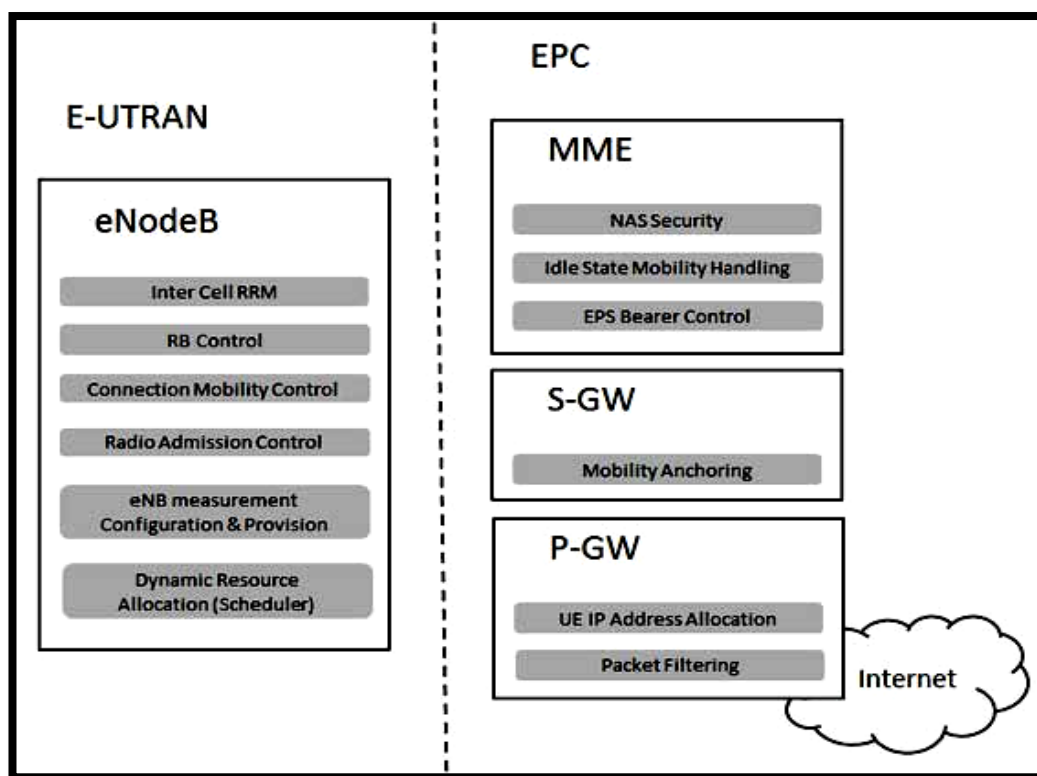 E-UTRAN
eNodeB
Inter Cell RRM
RB Control
Connection Mobility Control
Radio Admission Control
eNB measurement
Configuration & Provision
Dynamic Resource
Allocation (Scheduler)
EPC
MME
NAS Security
Idle State Mobility Handling
EPS Bearer Control
S-GW
Mobility Anchoring
P-GW
UE IP Address Allocation
Packet Filtering
Internet